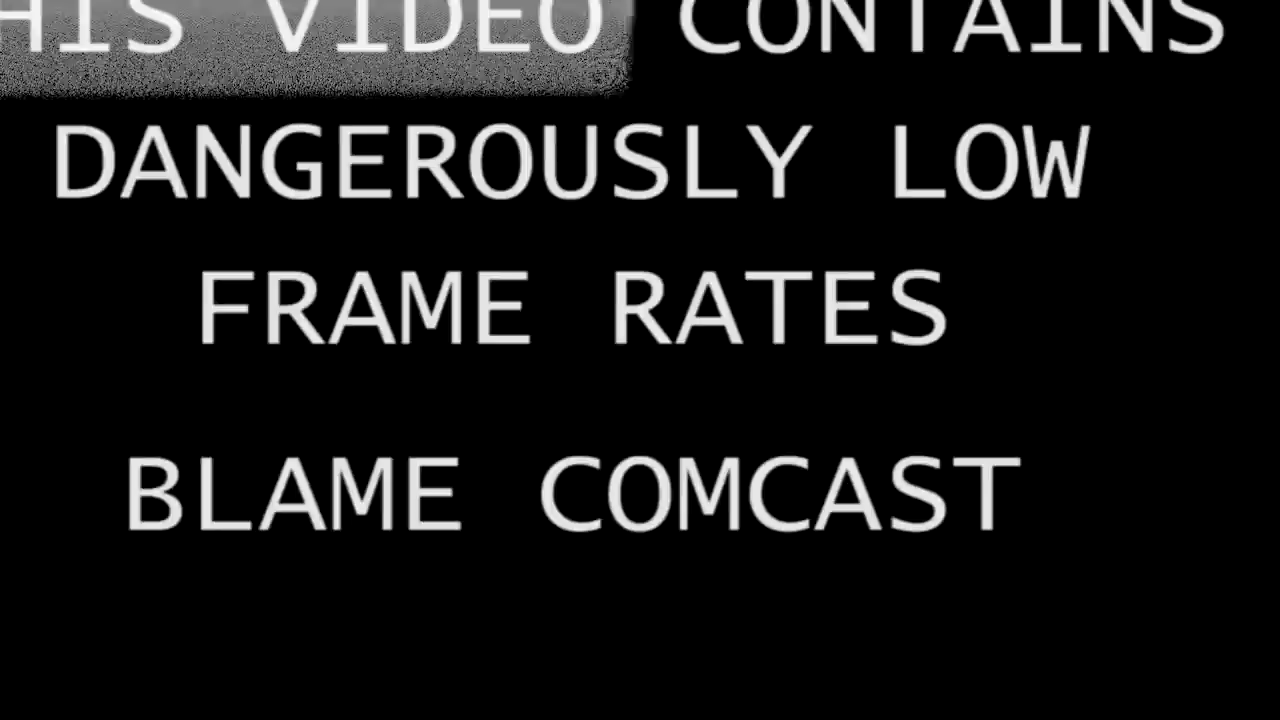 HIS VIDEO CONTAINS
DANGEROUSLY LOW
FRAME RATES
BLAME COMCAST